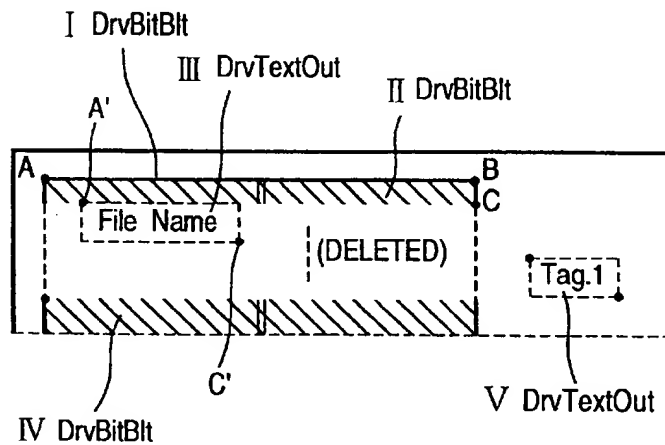 I DrvBitBlt
III DrvTextOut
II DrvBitBlt
A'
A
B
C
File Name
(DELETED)
Tag.1
C'
V DrvTextOut
IV DrvBitBlt